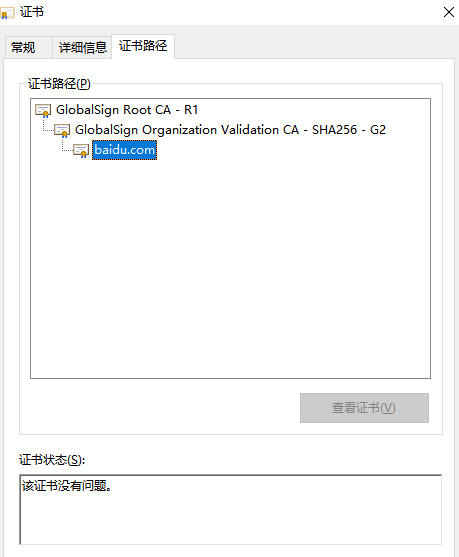 证书
常规
详细信息
证书路径
证书路径(P)
GlobalSign Root CA - R1
GlobalSign Organization Validation CA - SHA256 - G2
baidu.com
查看证书(V)
证书状态(S):
该证书没有问题。